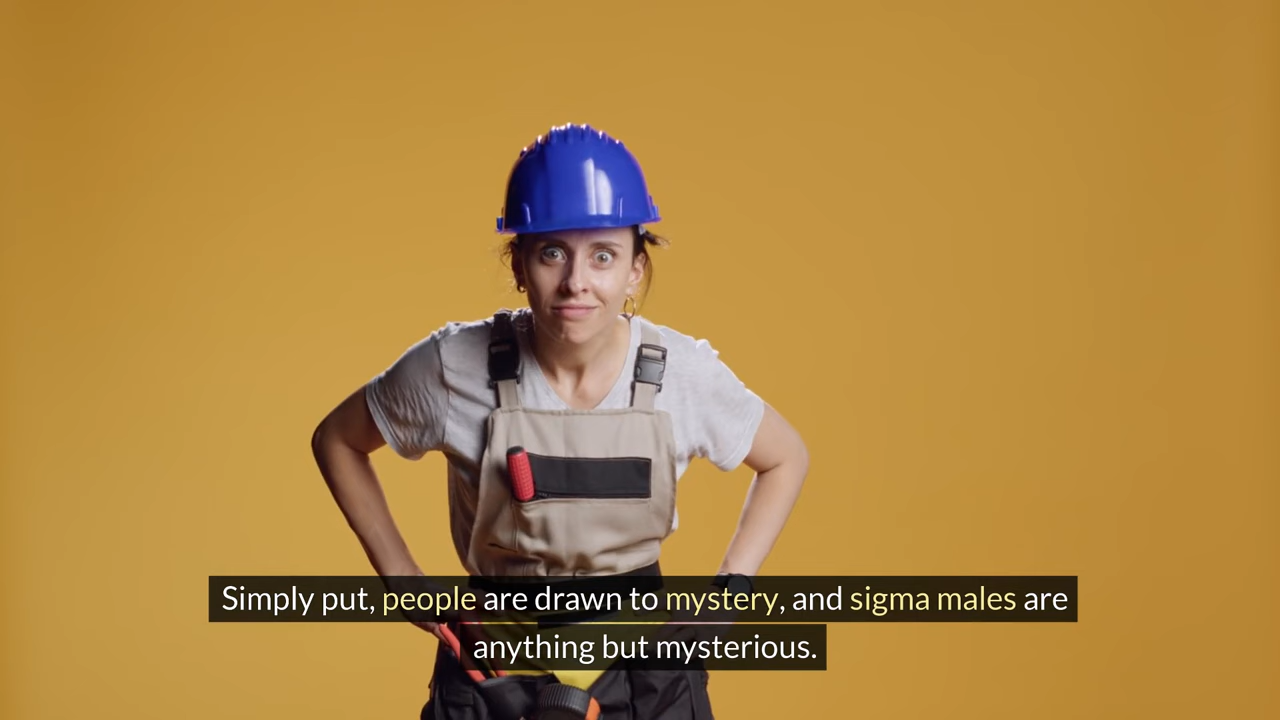 Simply put, people are drawn to mystery, and sigma males are
anything but mysterious.